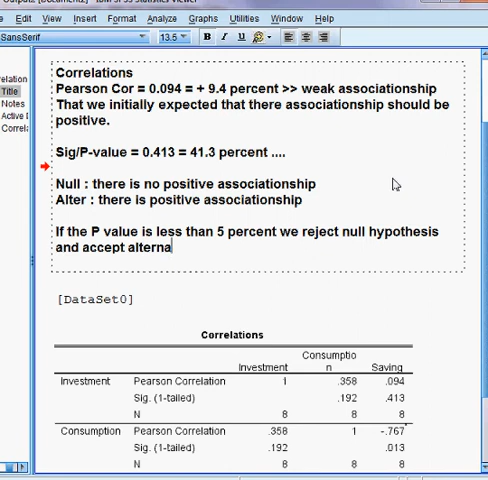 Edit View Insert Format Analyze Graphs Utilities Window Help
SansSerif 13.5 B I U
Correlations
Pearson Cor = 0.094 = + 9.4 percent >> weak associationship
That we initially expected that there associationship should be
positive.
Sig/P-value = 0.413 = 41.3 percent ....
Null : there is no positive associationship
Alter : there is positive associationship
If the P value is less than 5 percent we reject null hypothesis
and accept alterna
relation
Title
Notes
Active D
Correla
[DataSet0]
Correlations
Investment Consumptio
n Saving
Investment Pearson Correlation 1 .358 .094
Sig. (1-tailed) .192 .413
N 8 8 8
Consumption Pearson Correlation .358 1 -.767*
Sig. (1-tailed) .192 .013
N 8 8 8